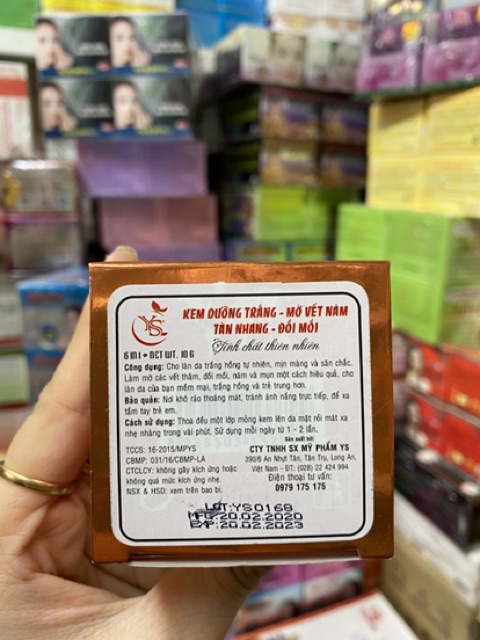 YS
KEM DƯỠNG TRẮNG - MỜ VẾT NÁM
TÀN NHANG - ĐỒI MỒI
Tinh chất thiên nhiên
5 IN 1 - NET WT. 10 G
Công dụng: Cho làn da trắng hồng tự nhiên, mịn màng và săn chắc.
Làm mờ các vết thâm, đồi mồi, nám và mụn một cách hiệu quả, cho
làn da của bạn mềm mại, trắng hồng và trẻ trung hơn.
Bảo quản: Nơi khô ráo thoáng mát, tránh ánh nắng trực tiếp, để xa
tầm tay trẻ em.
Cách sử dụng: Thoa đều một lớp mỏng kem lên da mặt rồi mát xa
nhẹ nhàng trong vài phút. Sử dụng mỗi ngày từ 1 - 2 lần.
Sản xuất bởi:
TCCS: 16-2015/MPYS
CTY TNHH SX MỸ PHẨM YS
CBMP: 031/16/CBMP-LA
390/6 An Nhựt Tân, Tân Trụ, Long An,
CTCLCY: không gây kích ứng hoặc
Việt Nam - ĐT: (028) 22 424 994
không quá mức kích ứng nhẹ.
Điện thoại tư vấn:
NSX & HSD: xem trên bao bì.
0979 175 175
LOT:YS0168
MFG:20.02.2020
EXP:20.02.2023